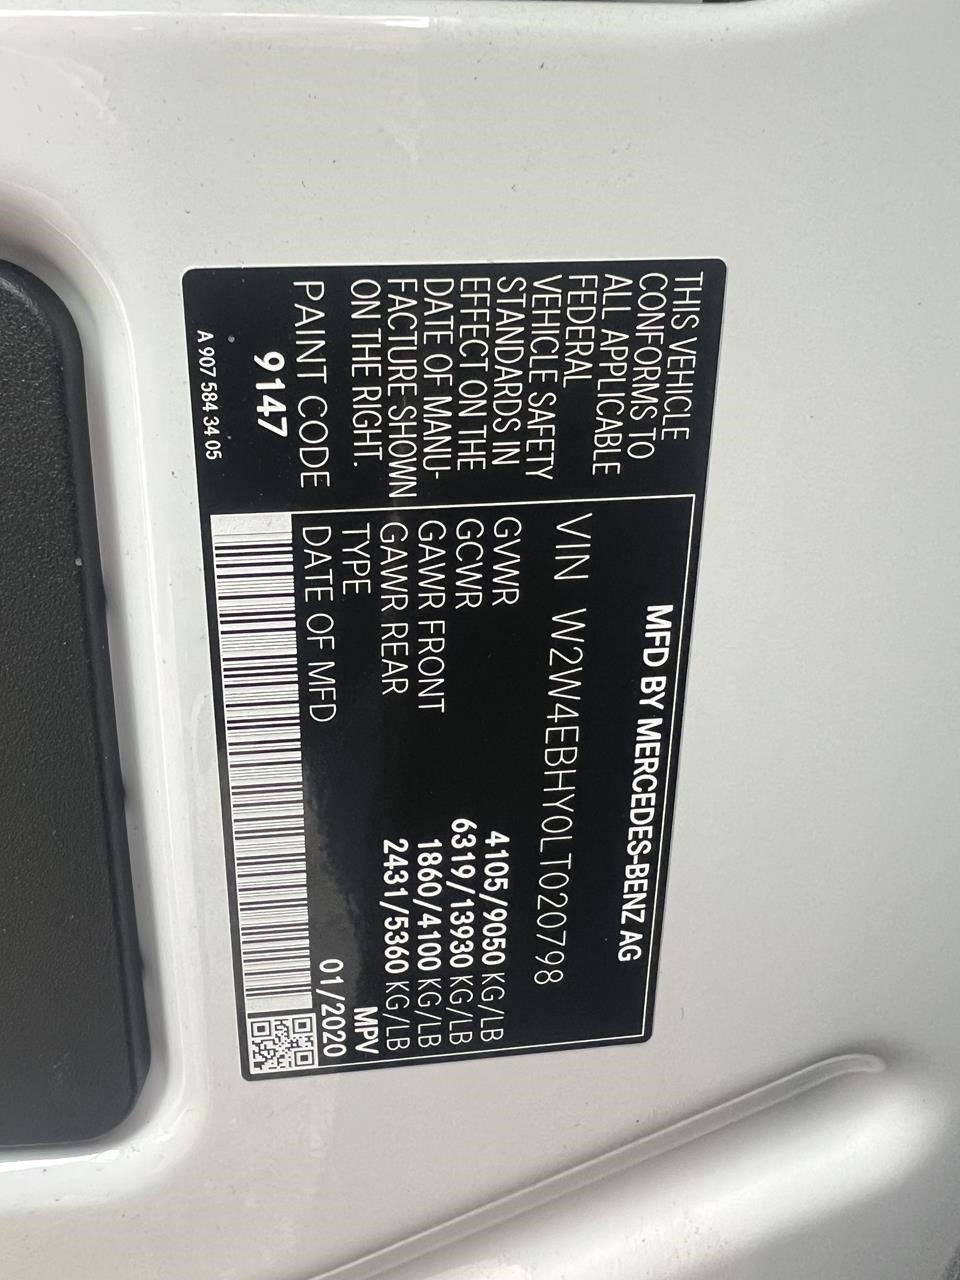 MFD BY MERCEDES-BENZ AG
THIS VEHICLE
CONFORMS TO
ALL APPLICABLE
FEDERAL
VEHICLE SAFETY
STANDARDS IN
EFFECT ON THE
DATE OF MANU-
FACTURE SHOWN
ON THE RIGHT.
PAINT CODE
9147
A 907 584 34 05
VIN W2W4EBHY0LT020798
GVWR 4105/9050 KG/LB
GCWR 6319/13930 KG/LB
GAWR FRONT 1860/4100 KG/LB
GAWR REAR 2431/5360 KG/LB
TYPE MPV
DATE OF MFD 01/2020